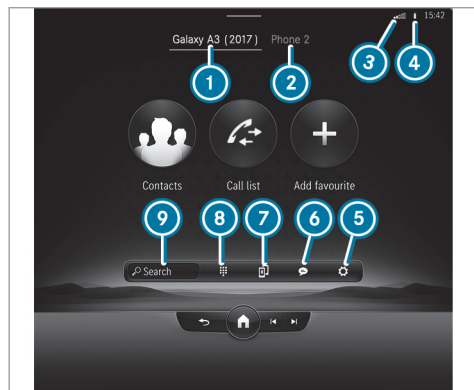 15:42
Galaxy A3 (2017) Phone 2
3 4
1 2
Contacts Call list Add favourite
9 8 7 6 5
Search